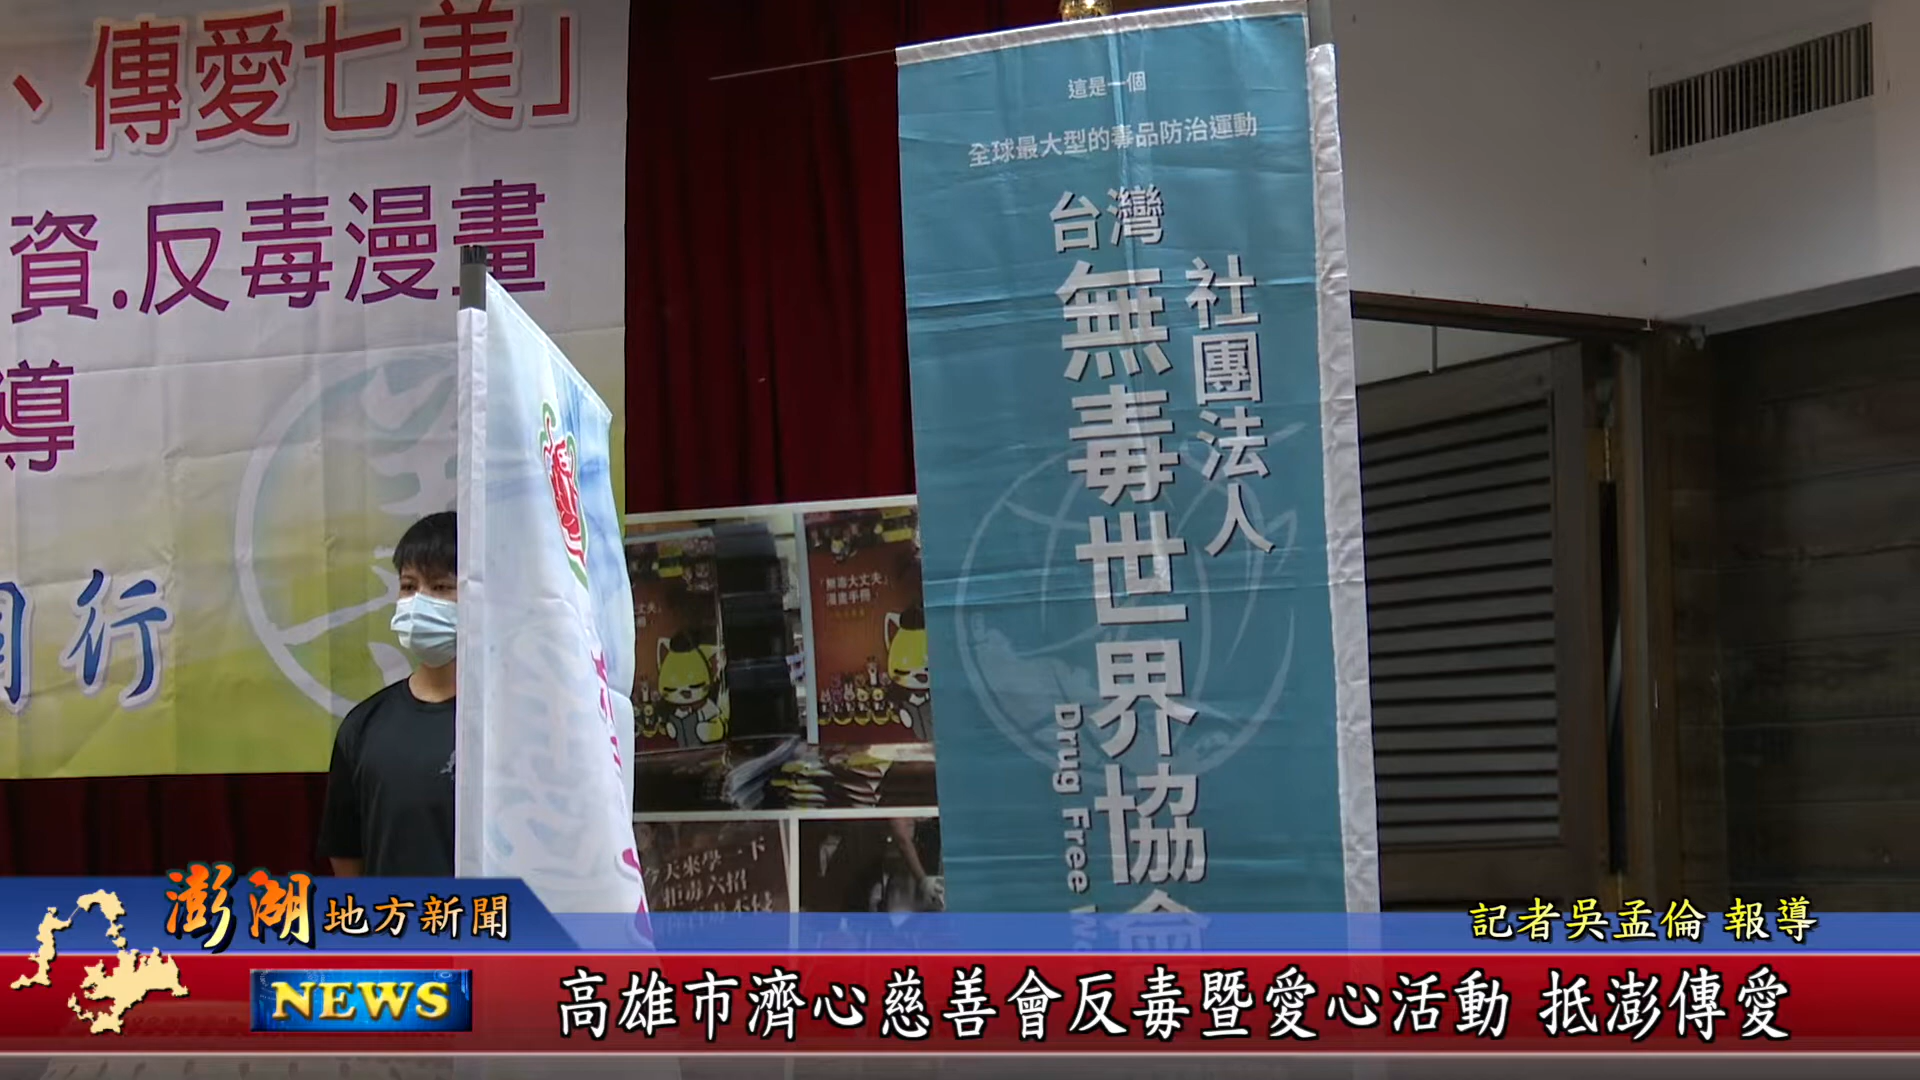 、傳愛七美」
資.反毒漫畫
導
同行
這是一個
全球最大型的毒品防治運動
台灣
無毒世界協會
社團法人
Drug Free Wo
「無毒大丈夫」
漫畫手冊
今天來學一下
拒毒六招
澎湖地方新聞
記者吳孟倫 報導
NEWS
高雄市濟心慈善會反毒暨愛心活動 抵澎傳愛